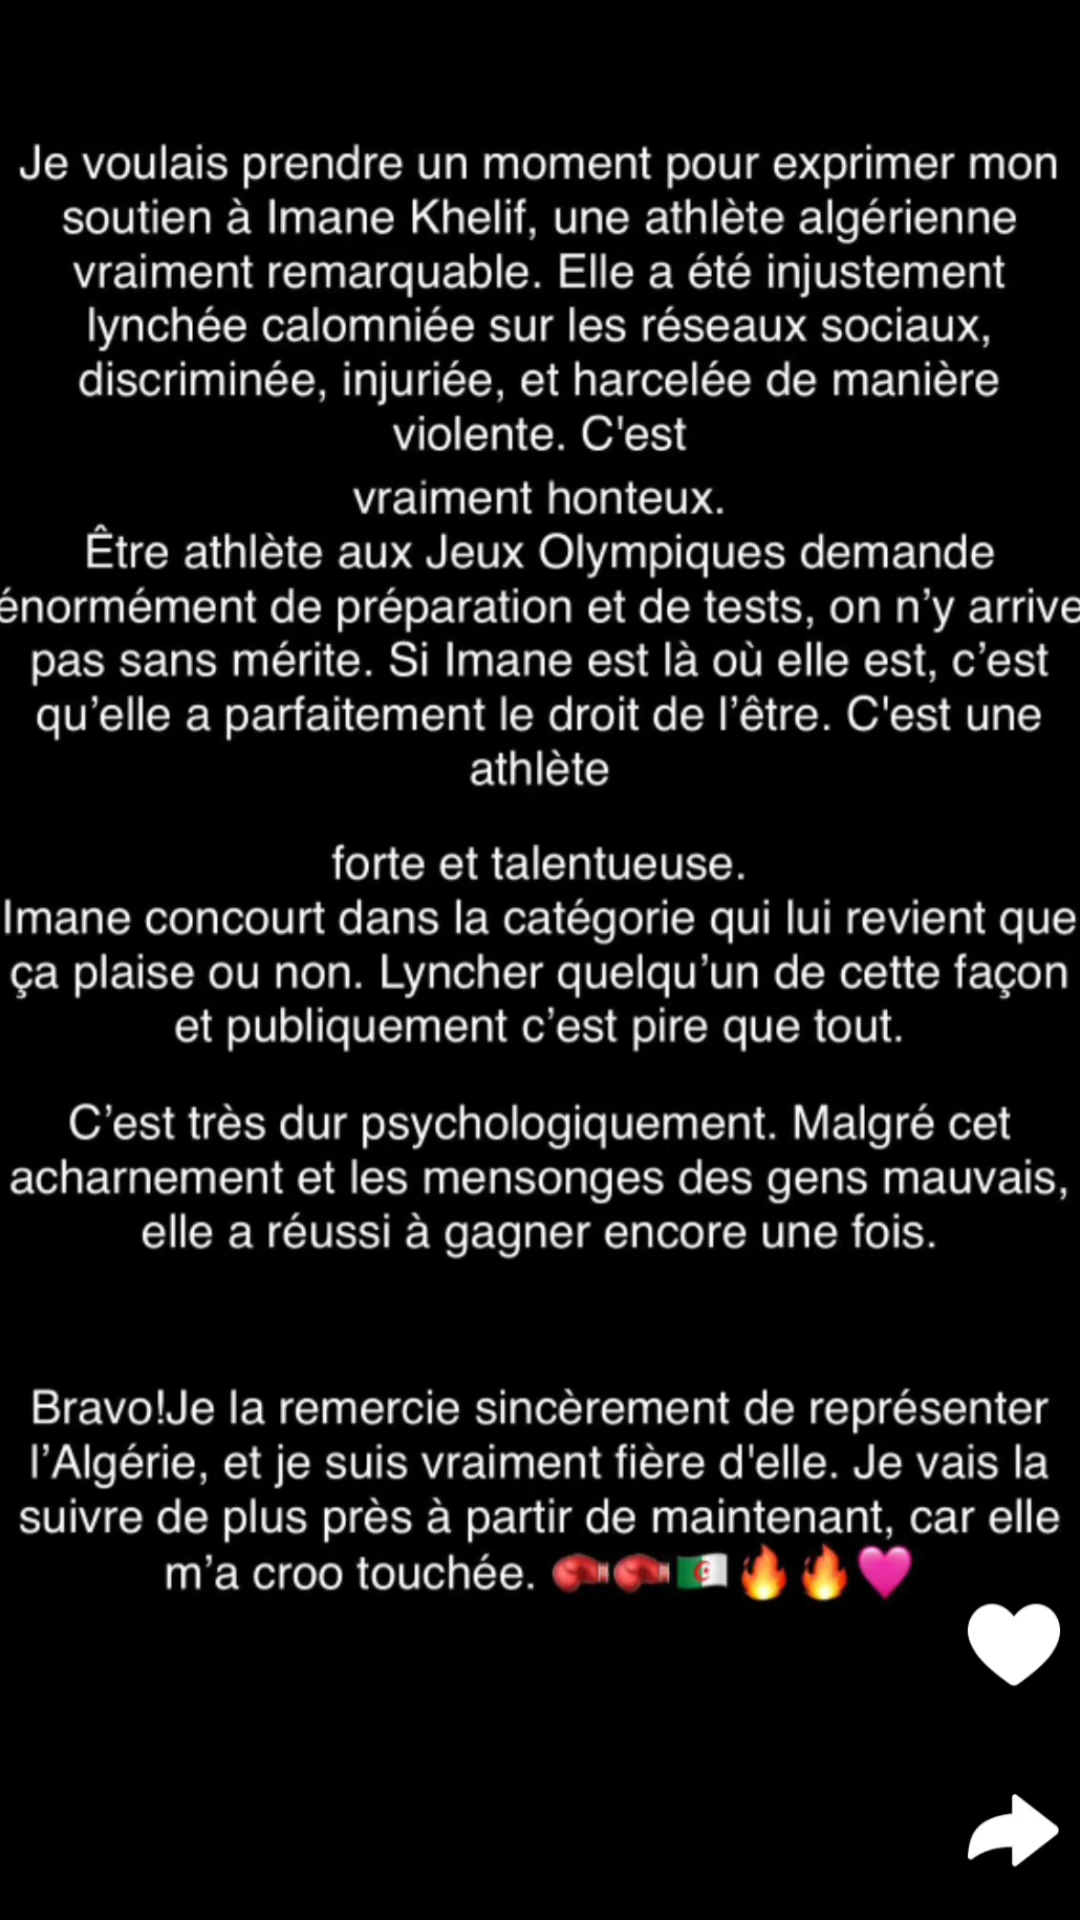 Je voulais prendre un moment pour exprimer mon
soutien à Imane Khelif, une athlète algérienne
vraiment remarquable. Elle a été injustement
lynchée calomniée sur les réseaux sociaux,
discriminée, injuriée, et harcelée de manière
violente. C'est
vraiment honteux.
Être athlète aux Jeux Olympiques demande
énormément de préparation et de tests, on n’y arrive
pas sans mérite. Si Imane est là où elle est, c’est
qu’elle a parfaitement le droit de l’être. C'est une
athlète
forte et talentueuse.
Imane concourt dans la catégorie qui lui revient que
ça plaise ou non. Lyncher quelqu’un de cette façon
et publiquement c’est pire que tout.
C’est très dur psychologiquement. Malgré cet
acharnement et les mensonges des gens mauvais,
elle a réussi à gagner encore une fois.
Bravo!Je la remercie sincèrement de représenter
l’Algérie, et je suis vraiment fière d'elle. Je vais la
suivre de plus près à partir de maintenant, car elle
m’a croo touchée. 🥊🥊🇩🇿🔥🔥🩷